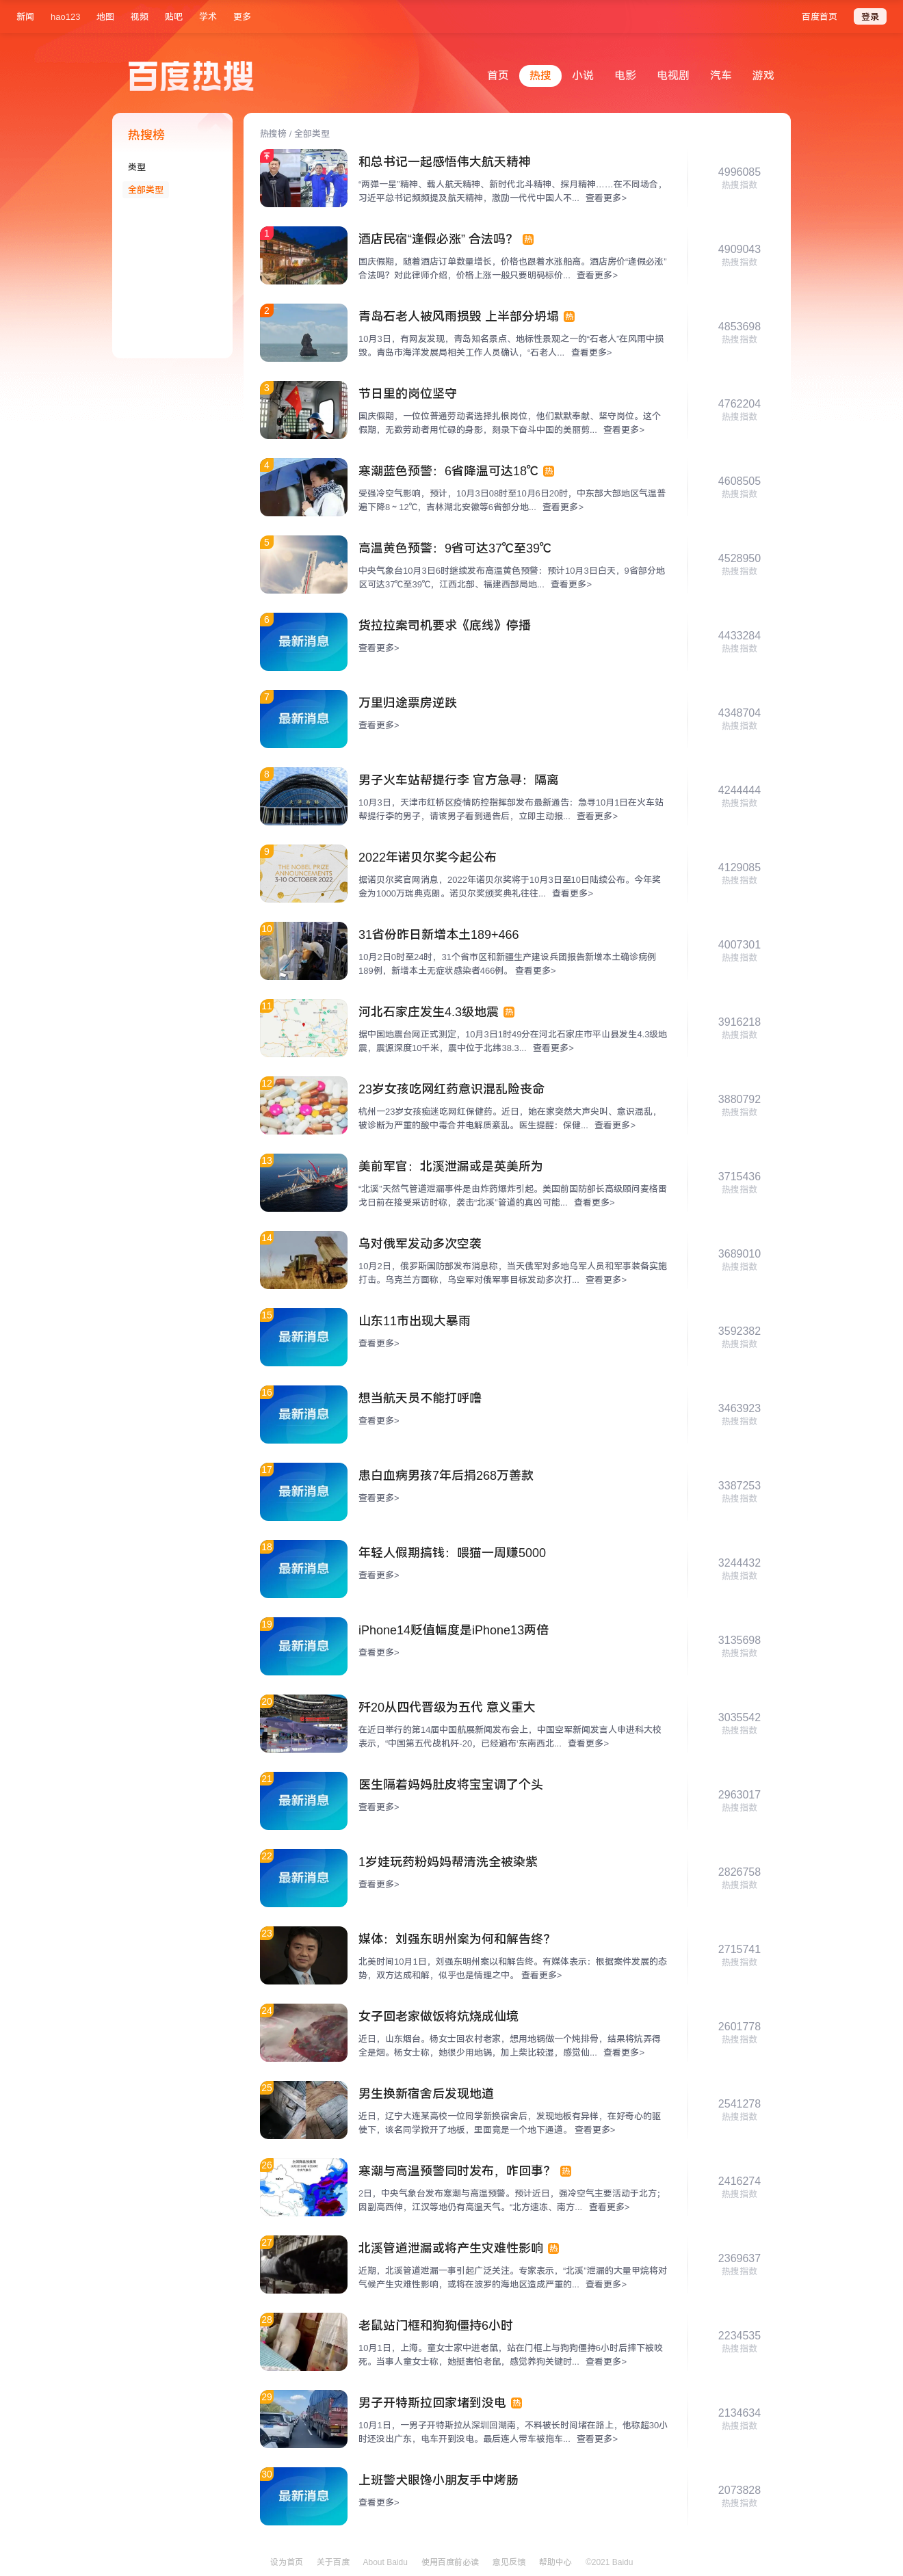 新闻 hao123 地图 视频 贴吧 学术 更多 百度首页 登录
百度热搜 首页 热搜 小说 电影 电视剧 汽车 游戏
热搜榜
类型
全部类型
热搜榜 / 全部类型
和总书记一起感悟伟大航天精神
“两弹一星”精神、载人航天精神、新时代北斗精神、探月精神……在不同场合，
习近平总书记频频提及航天精神，激励一代代中国人不... 查看更多>
4996085
热搜指数
1
酒店民宿“逢假必涨” 合法吗？ 热
国庆假期，随着酒店订单数量增长，价格也跟着水涨船高。酒店房价“逢假必涨”
合法吗？对此律师介绍，价格上涨一般只要明码标价... 查看更多>
4909043
热搜指数
2
青岛石老人被风雨损毁 上半部分坍塌 热
10月3日，有网友发现，青岛知名景点、地标性景观之一的“石老人”在风雨中损
毁。青岛市海洋发展局相关工作人员确认，“石老人... 查看更多>
4853698
热搜指数
3
节日里的岗位坚守
国庆假期，一位位普通劳动者选择扎根岗位，他们默默奉献、坚守岗位。这个
假期，无数劳动者用忙碌的身影，刻录下奋斗中国的美丽剪... 查看更多>
4762204
热搜指数
4
寒潮蓝色预警：6省降温可达18℃ 热
受强冷空气影响，预计，10月3日08时至10月6日20时，中东部大部地区气温普
遍下降8～12℃，吉林湖北安徽等6省部分地... 查看更多>
4608505
热搜指数
5
高温黄色预警：9省可达37℃至39℃
中央气象台10月3日6时继续发布高温黄色预警：预计10月3日白天，9省部分地
区可达37℃至39℃，江西北部、福建西部局地... 查看更多>
4528950
热搜指数
6
最新消息
货拉拉案司机要求《底线》停播
查看更多>
4433284
热搜指数
7
最新消息
万里归途票房逆跌
查看更多>
4348704
热搜指数
8
男子火车站帮提行李 官方急寻：隔离
10月3日，天津市红桥区疫情防控指挥部发布最新通告：急寻10月1日在火车站
帮提行李的男子，请该男子看到通告后，立即主动报... 查看更多>
4244444
热搜指数
9
THE NOBEL PRIZE
ANNOUNCEMENTS
3-10 OCTOBER 2022
2022年诺贝尔奖今起公布
据诺贝尔奖官网消息，2022年诺贝尔奖将于10月3日至10日陆续公布。今年奖
金为1000万瑞典克朗。诺贝尔奖颁奖典礼往往... 查看更多>
4129085
热搜指数
10
31省份昨日新增本土189+466
10月2日0时至24时，31个省市区和新疆生产建设兵团报告新增本土确诊病例
189例，新增本土无症状感染者466例。 查看更多>
4007301
热搜指数
11
河北石家庄发生4.3级地震 热
据中国地震台网正式测定，10月3日1时49分在河北石家庄市平山县发生4.3级地
震，震源深度10千米，震中位于北纬38.3... 查看更多>
3916218
热搜指数
12
23岁女孩吃网红药意识混乱险丧命
杭州一23岁女孩痴迷吃网红保健药。近日，她在家突然大声尖叫、意识混乱，
被诊断为严重的酸中毒合并电解质紊乱。医生提醒：保健... 查看更多>
3880792
热搜指数
13
美前军官：北溪泄漏或是英美所为
“北溪”天然气管道泄漏事件是由炸药爆炸引起。美国前国防部长高级顾问麦格雷
戈日前在接受采访时称，袭击“北溪”管道的真凶可能... 查看更多>
3715436
热搜指数
14
乌对俄军发动多次空袭
10月2日，俄罗斯国防部发布消息称，当天俄军对多地乌军人员和军事装备实施
打击。乌克兰方面称，乌空军对俄军事目标发动多次打... 查看更多>
3689010
热搜指数
15
最新消息
山东11市出现大暴雨
查看更多>
3592382
热搜指数
16
最新消息
想当航天员不能打呼噜
查看更多>
3463923
热搜指数
17
最新消息
患白血病男孩7年后捐268万善款
查看更多>
3387253
热搜指数
18
最新消息
年轻人假期搞钱：喂猫一周赚5000
查看更多>
3244432
热搜指数
19
最新消息
iPhone14贬值幅度是iPhone13两倍
查看更多>
3135698
热搜指数
20
歼20从四代晋级为五代 意义重大
在近日举行的第14届中国航展新闻发布会上，中国空军新闻发言人申进科大校
表示，“中国第五代战机歼-20，已经遍布‘东南西北... 查看更多>
3035542
热搜指数
21
最新消息
医生隔着妈妈肚皮将宝宝调了个头
查看更多>
2963017
热搜指数
22
最新消息
1岁娃玩药粉妈妈帮清洗全被染紫
查看更多>
2826758
热搜指数
23
媒体：刘强东明州案为何和解告终？
北美时间10月1日，刘强东明州案以和解告终。有媒体表示：根据案件发展的态
势，双方达成和解，似乎也是情理之中。 查看更多>
2715741
热搜指数
24
女子回老家做饭将炕烧成仙境
近日，山东烟台。杨女士回农村老家，想用地锅做一个炖排骨，结果将炕弄得
全是烟。杨女士称，她很少用地锅，加上柴比较湿，感觉仙... 查看更多>
2601778
热搜指数
25
男生换新宿舍后发现地道
近日，辽宁大连某高校一位同学新换宿舍后，发现地板有异样，在好奇心的驱
使下，该名同学掀开了地板，里面竟是一个地下通道。 查看更多>
2541278
热搜指数
26
寒潮与高温预警同时发布，咋回事？ 热
2日，中央气象台发布寒潮与高温预警。预计近日，强冷空气主要活动于北方；
因副高西伸，江汉等地仍有高温天气。“北方速冻、南方... 查看更多>
2416274
热搜指数
27
北溪管道泄漏或将产生灾难性影响 热
近期，北溪管道泄漏一事引起广泛关注。专家表示，“北溪”泄漏的大量甲烷将对
气候产生灾难性影响，或将在波罗的海地区造成严重的... 查看更多>
2369637
热搜指数
28
老鼠站门框和狗狗僵持6小时
10月1日，上海。童女士家中进老鼠，站在门框上与狗狗僵持6小时后摔下被咬
死。当事人童女士称，她挺害怕老鼠，感觉养狗关键时... 查看更多>
2234535
热搜指数
29
男子开特斯拉回家堵到没电 热
10月1日，一男子开特斯拉从深圳回湖南，不料被长时间堵在路上，他称超30小
时还没出广东，电车开到没电。最后连人带车被拖车... 查看更多>
2134634
热搜指数
30
最新消息
上班警犬眼馋小朋友手中烤肠
查看更多>
2073828
热搜指数
设为首页 关于百度 About Baidu 使用百度前必读 意见反馈 帮助中心 ©2021 Baidu